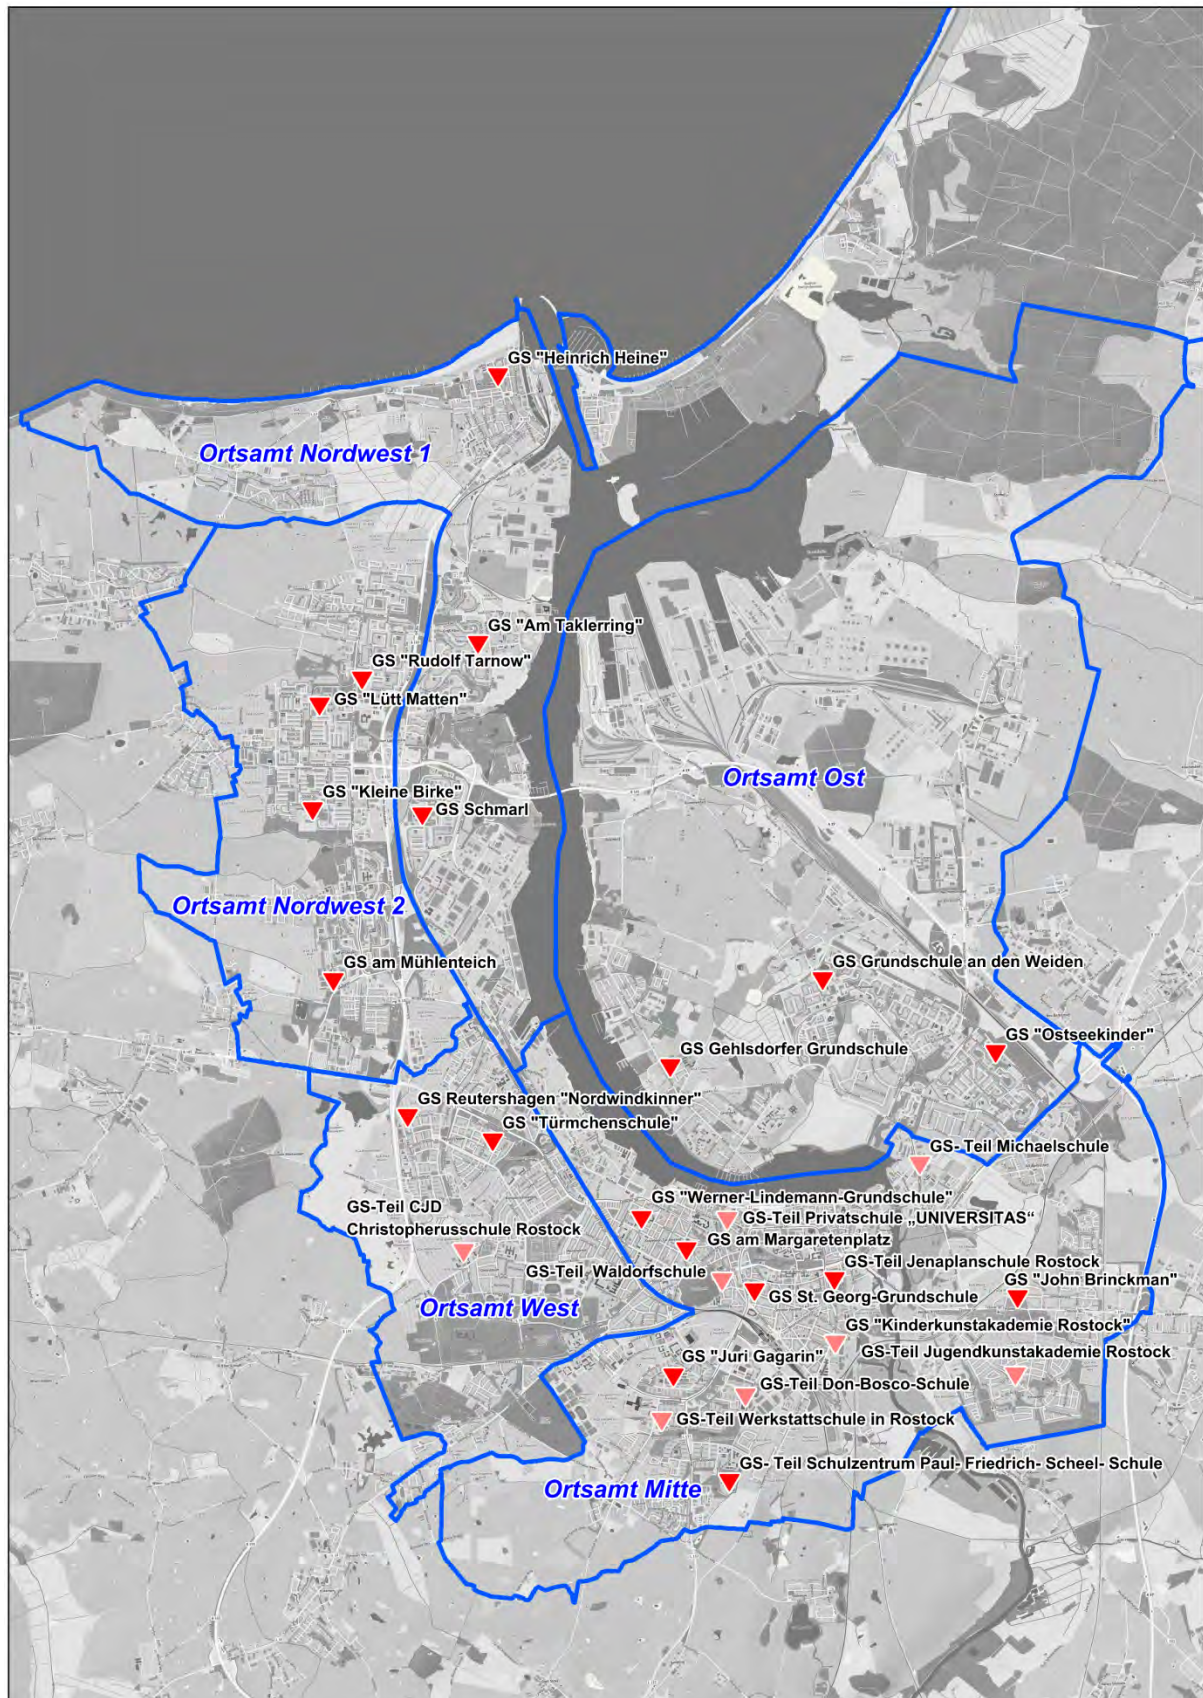 GS "Heinrich Heine"
Ortsamt Nordwest 1
GS "Am Taklerring"
GS "Rudolf Tarnow"
GS "Lütt Matten"
Ortsamt Ost
GS "Kleine Birke"
GS Schmarl
Ortsamt Nordwest 2
GS am Mühlenteich
GS Grundschule an den Weiden
GS "Ostseekinder"
GS Gehlsdorfer Grundschule
GS Reutershagen "Nordwindkinner"
GS "Türmchenschule"
GS- Teil Michaelschule
GS "Werner-Lindemann-Grundschule"
GS-Teil CJD
Christopherusschule Rostock
GS-Teil Privatschule „UNIVERSITAS“
GS am Margaretenplatz
GS-Teil Waldorfschule
GS-Teil Jenaplanschule Rostock
GS "John Brinckman"
GS St. Georg-Grundschule
Ortsamt West
GS "Kinderkunstakademie Rostock"
GS "Juri Gagarin"
GS-Teil Jugendkunstakademie Rostock
GS-Teil Don-Bosco-Schule
GS-Teil Werkstattschule in Rostock
GS- Teil Schulzentrum Paul- Friedrich- Scheel- Schule
Ortsamt Mitte